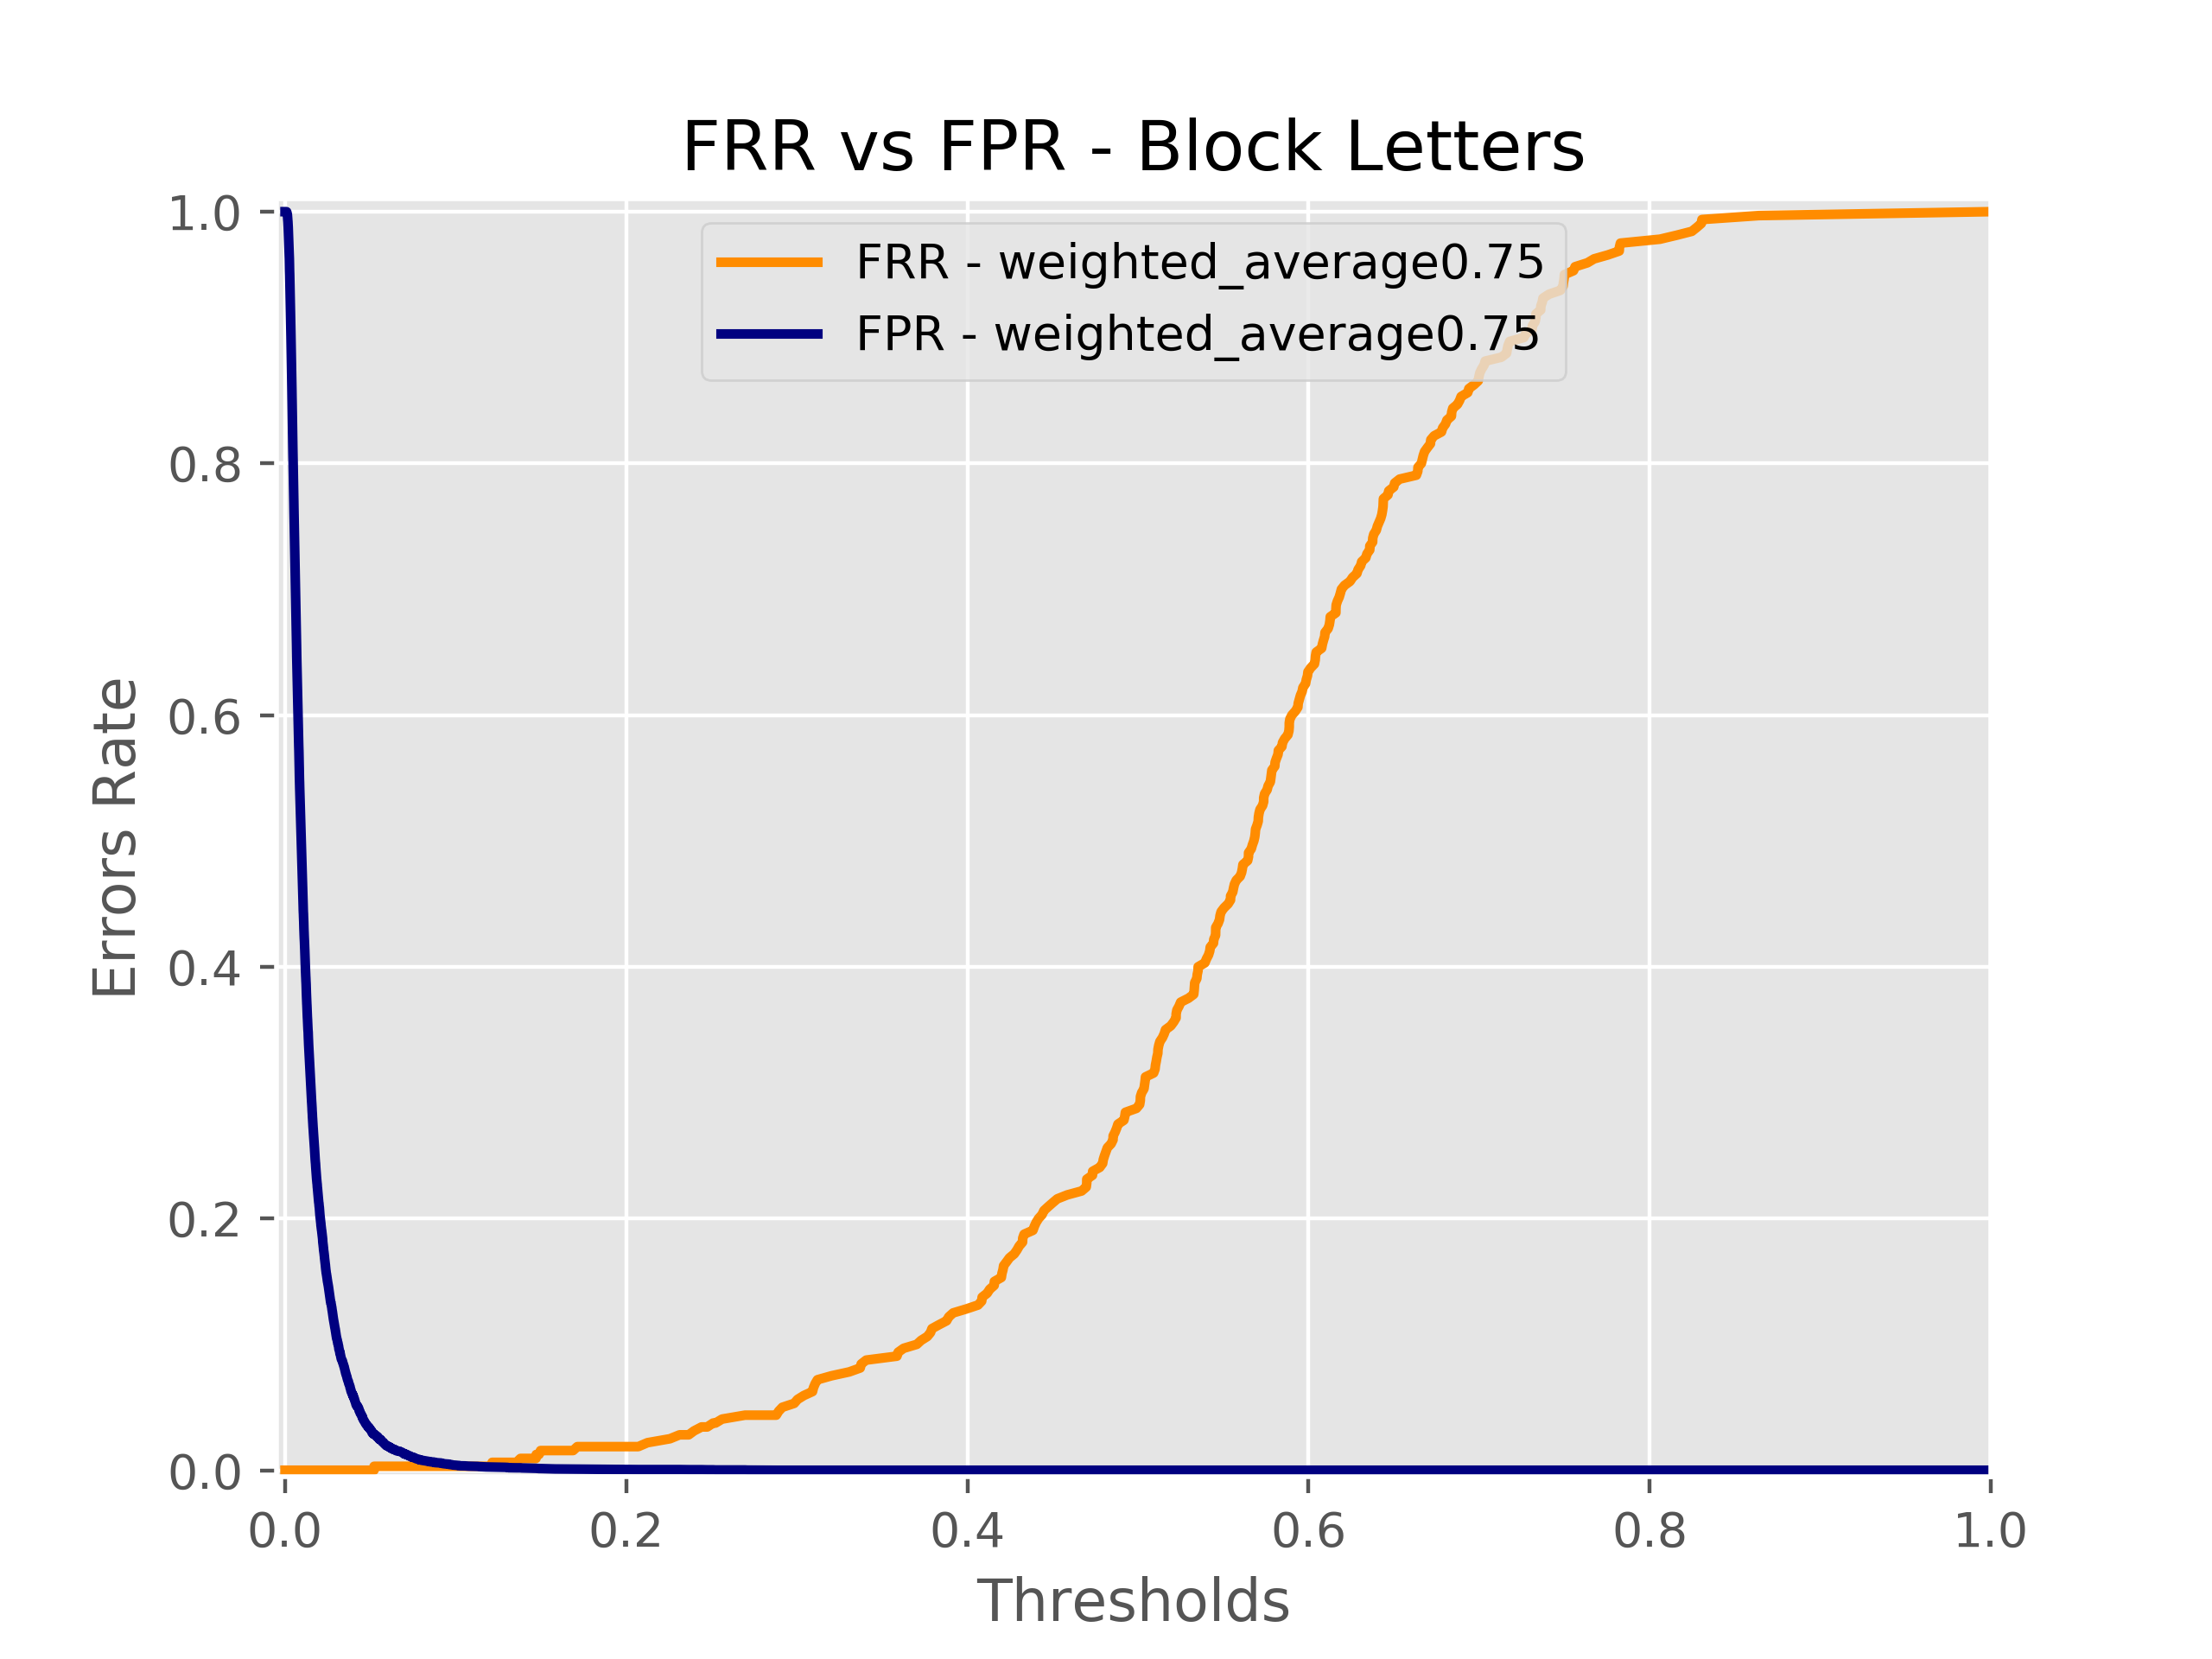 FRR vs FPR - Block Letters
FRR - weighted_average0.75
FPR - weighted_average0.75
Errors Rate
1.0
0.8
0.6
0.4
0.2
0.0
0.0 0.2 0.4 0.6 0.8 1.0
Thresholds